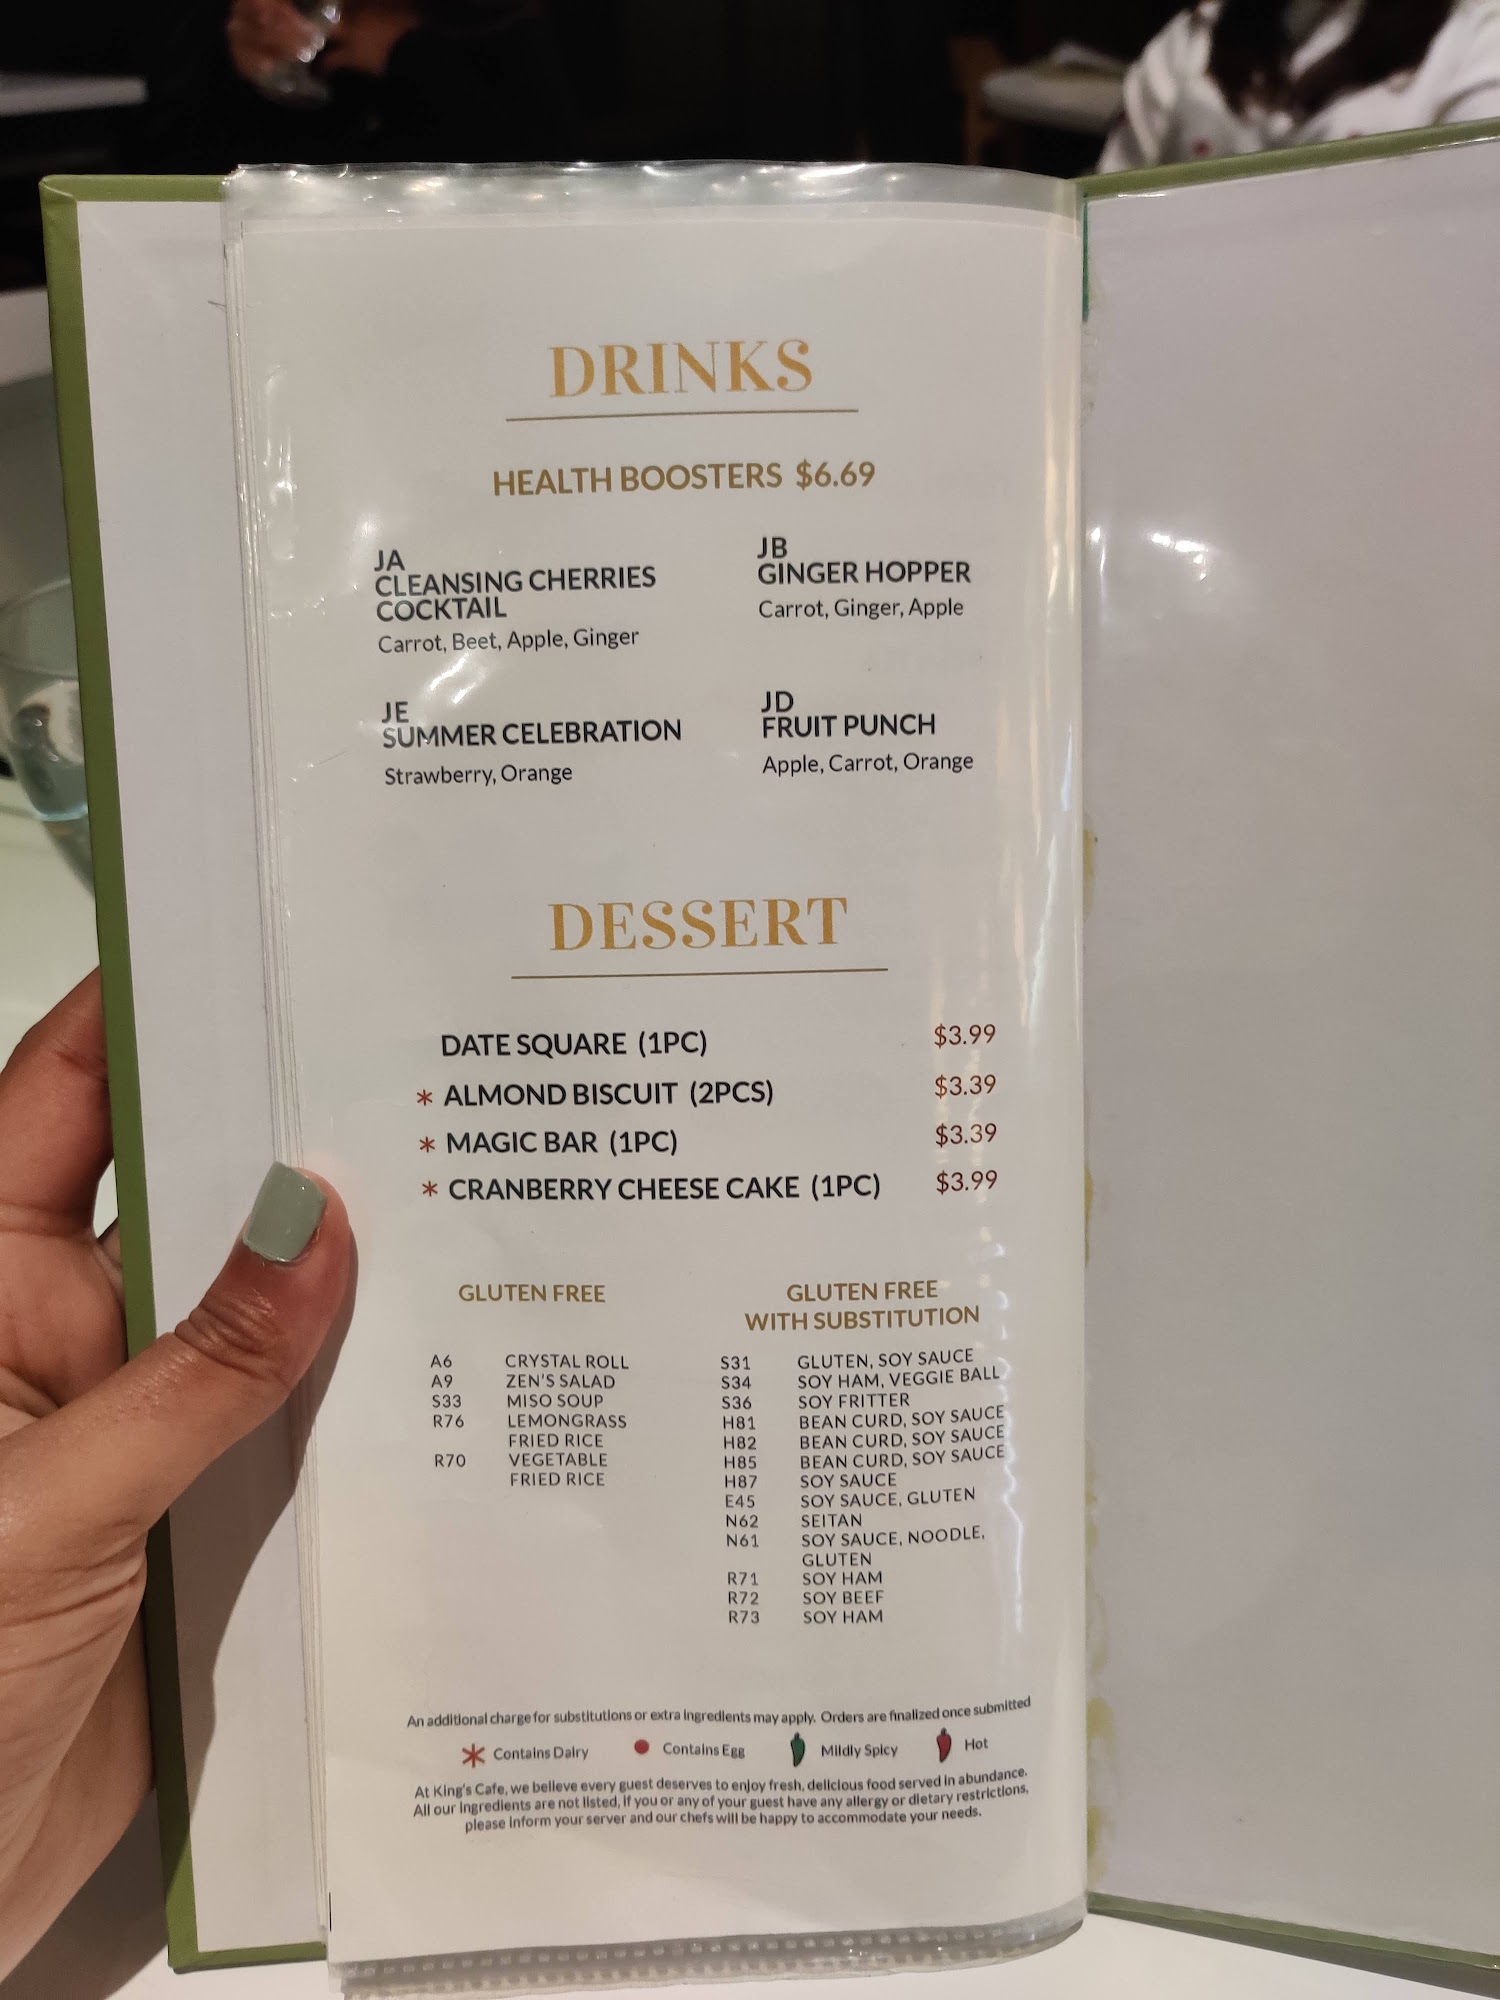 DRINKS
HEALTH BOOSTERS $6.69
JA
CLEANSING CHERRIES
COCKTAIL
Carrot, Beet, Apple, Ginger
JB
GINGER HOPPER
Carrot, Ginger, Apple
JE
SUMMER CELEBRATION
Strawberry, Orange
JD
FRUIT PUNCH
Apple, Carrot, Orange
DESSERT
DATE SQUARE (1PC) $3.99
* ALMOND BISCUIT (2PCS) $3.39
* MAGIC BAR (1PC) $3.39
* CRANBERRY CHEESE CAKE (1PC) $3.99
GLUTEN FREE
A6 CRYSTAL ROLL
A9 ZEN'S SALAD
S33 MISO SOUP
R76 LEMONGRASS
FRIED RICE
R70 VEGETABLE
FRIED RICE
GLUTEN FREE
WITH SUBSTITUTION
S31 GLUTEN, SOY SAUCE
S34 SOY HAM, VEGGIE BALL
S36 SOY FRITTER
H81 BEAN CURD, SOY SAUCE
H82 BEAN CURD, SOY SAUCE
H85 BEAN CURD, SOY SAUCE
H87 SOY SAUCE
E45 SOY SAUCE, GLUTEN
N62 SEITAN
N61 SOY SAUCE, NOODLE,
GLUTEN
R71 SOY HAM
R72 SOY BEEF
R73 SOY HAM
An additional charge for substitutions or extra ingredients may apply. Orders are finalized once submitted
* Contains Dairy Contains Egg Mildly Spicy Hot
At King's Cafe, we believe every guest deserves to enjoy fresh, delicious food served in abundance.
All our ingredients are not listed, if you or any of your guest have any allergy or dietary restrictions,
please inform your server and our chefs will be happy to accommodate your needs.